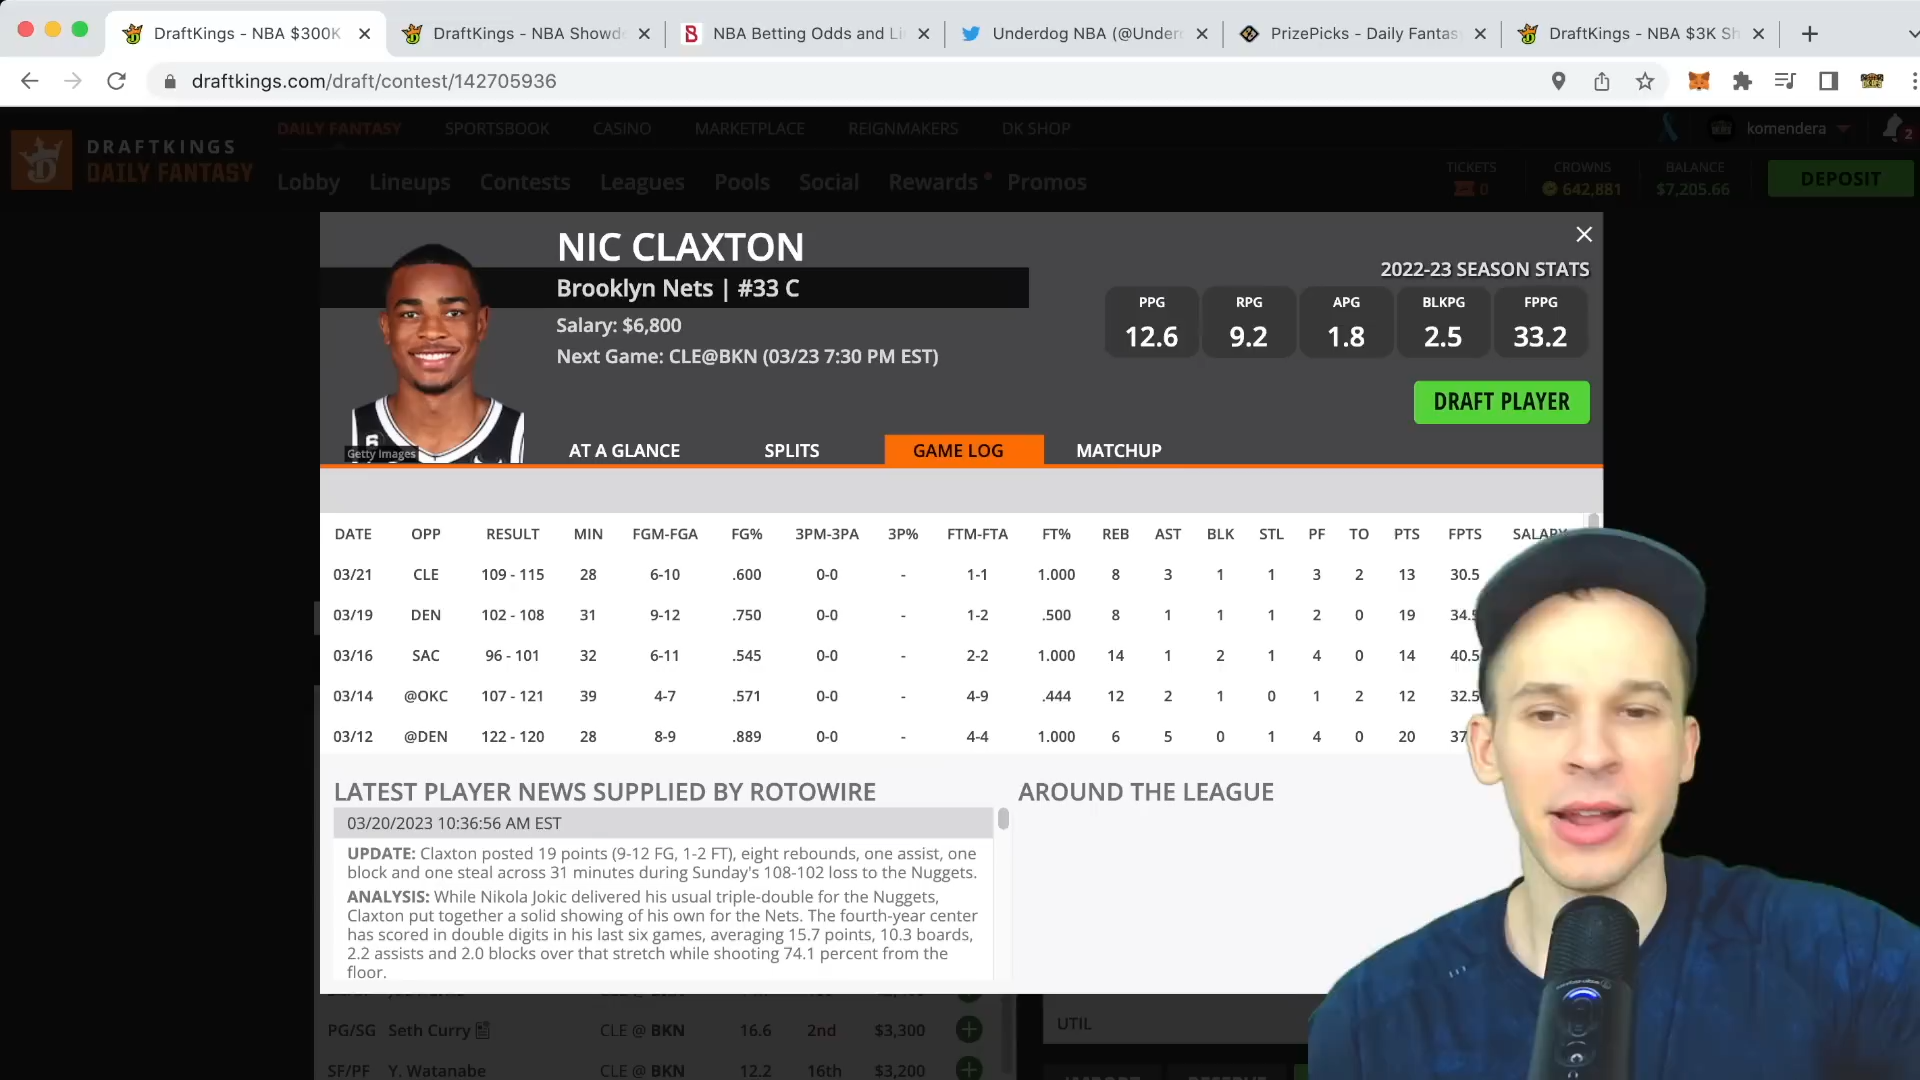 DraftKings - NBA $300K
DraftKings - NBA Showd
NBA Betting Odds and Li
Underdog NBA (@Under
PrizePicks - Daily Fantas
DraftKings - NBA $3K Sh
draftkings.com/draft/contest/142705936
DAILY FANTASY SPORTSBOOK CASINO MARKETPLACE REIGNMAKERS DK SHOP
komendera
2
DRAFTKINGS
DAILY FANTASY
Lobby Lineups Contests Leagues Pools Social Rewards Promos
TICKETS
0
CROWNS
642,881
BALANCE
$7,205.66
DEPOSIT
NIC CLAXTON
Brooklyn Nets | #33 C
Salary: $6,800
Next Game: CLE@BKN (03/23 7:30 PM EST)
2022-23 SEASON STATS
PPG RPG APG BLKPG FPPG
12.6 9.2 1.8 2.5 33.2
DRAFT PLAYER
Getty Images
AT A GLANCE SPLITS GAME LOG MATCHUP
DATE OPP RESULT MIN FGM-FGA FG% 3PM-3PA 3P% FTM-FTA FT% REB AST BLK STL PF TO PTS FPTS SALARY
03/21 CLE 109 - 115 28 6-10 .600 0-0 - 1-1 1.000 8 3 1 1 3 2 13 30.5
03/19 DEN 102 - 108 31 9-12 .750 0-0 - 1-2 .500 8 1 1 1 2 0 19 34.5
03/16 SAC 96 - 101 32 6-11 .545 0-0 - 2-2 1.000 14 1 2 1 4 0 14 40.5
03/14 @OKC 107 - 121 39 4-7 .571 0-0 - 4-9 .444 12 2 1 0 1 2 12 32.5
03/12 @DEN 122 - 120 28 8-9 .889 0-0 - 4-4 1.000 6 5 0 1 4 0 20 37
LATEST PLAYER NEWS SUPPLIED BY ROTOWIRE
03/20/2023 10:36:56 AM EST
UPDATE: Claxton posted 19 points (9-12 FG, 1-2 FT), eight rebounds, one assist, one
block and one steal across 31 minutes during Sunday's 108-102 loss to the Nuggets.
ANALYSIS: While Nikola Jokic delivered his usual triple-double for the Nuggets,
Claxton put together a solid showing of his own for the Nets. The fourth-year center
has scored in double digits in his last six games, averaging 15.7 points, 10.3 boards,
2.2 assists and 2.0 blocks over that stretch while shooting 74.1 percent from the
floor.
AROUND THE LEAGUE
PG/SG Seth Curry CLE @ BKN 16.6 2nd $3,300
SF/PF Y. Watanabe CLE @ BKN 12.2 16th $3,200
UTIL